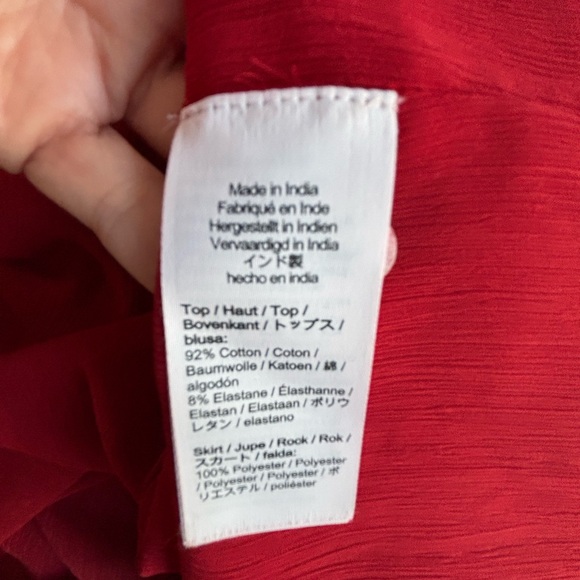 Made in India
Fabriqué en Inde
Hergestellt in Indien
Vervaardigd in India
インド製
hecho en india
Top / Haut / Top /
Bovenkant / トップス /
blusa:
92% Cotton / Coton /
Baumwolle / Katoen / 綿 /
algodón
8% Elastane / Élasthanne /
Elastan / Elastaan / ポリウ
レタン / elastano
Skirt / Jupe / Rock / Rok /
スカート / falda:
100% Polyester / Polyester
/ Polyester / Polyester / ポ
リエステル / poliéster